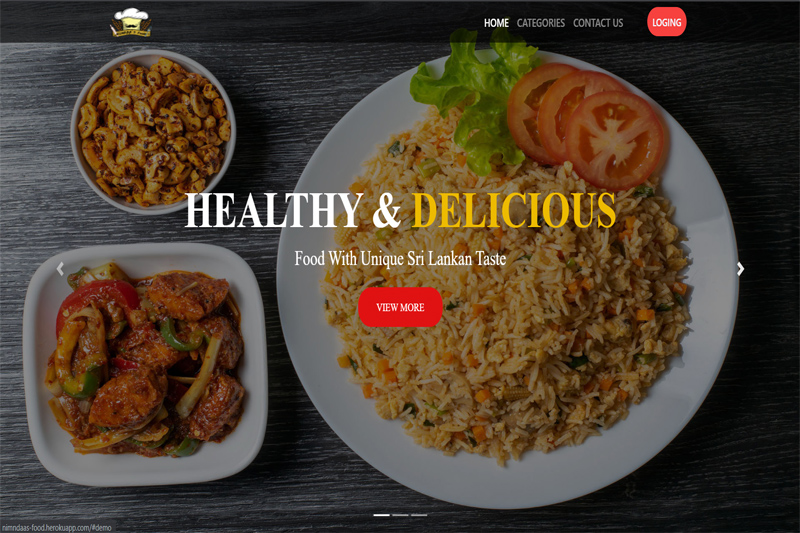 HOME CATEGORIES CONTACT US LOGING
HEALTHY & DELICIOUS
Food With Unique Sri Lankan Taste
VIEW MORE
nimndaas-food.herokuapp.com/#demo